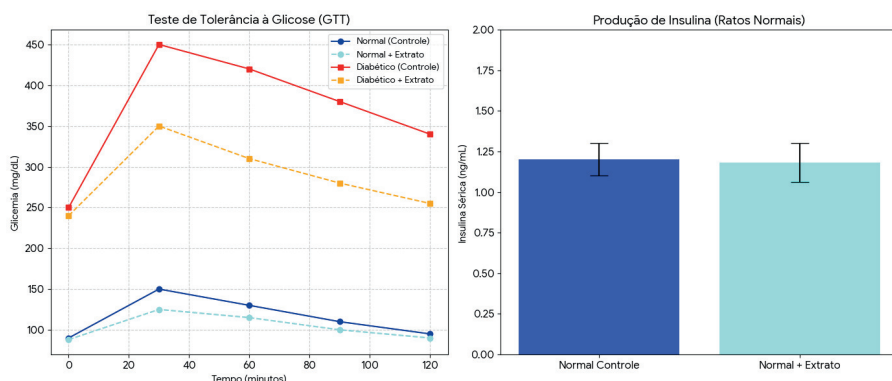 Teste de Tolerância à Glicose (GTT)
Glicemia (mg/dL)
450
400
350
300
250
200
150
100
0
20
40
60
80
100
120
Tempo (minutos)
Normal (Controle)
Normal + Extrato
Diabético (Controle)
Diabético + Extrato
Produção de Insulina (Ratos Normais)
Insulina Sérica (ng/mL)
2.00
1.75
1.50
1.25
1.00
0.75
0.50
0.25
0.00
Normal Controle
Normal + Extrato